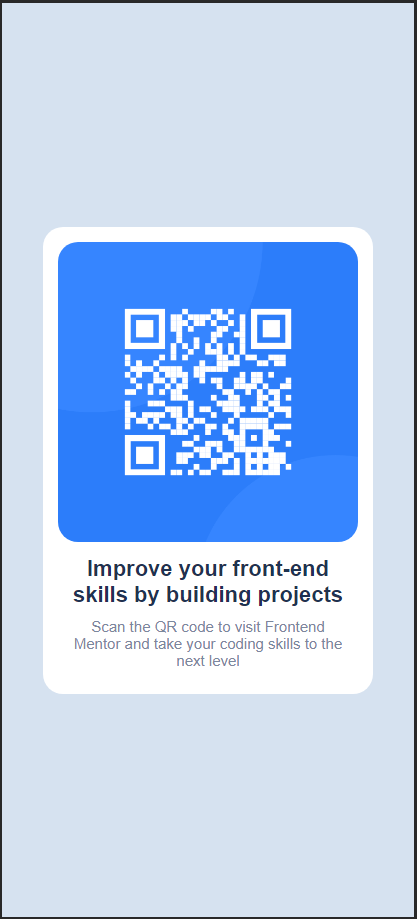 Improve your front-end
skills by building projects
Scan the QR code to visit Frontend
Mentor and take your coding skills to the
next level